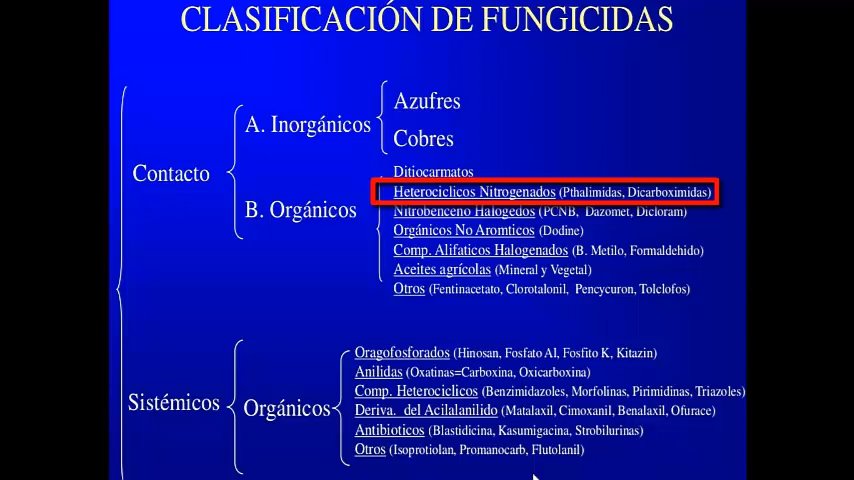 CLASIFICACIÓN DE FUNGICIDAS
Contacto
A. Inorgánicos
Azufres
Cobres
B. Orgánicos
Ditiocarmatos
Heterociclicos Nitrogenados (Pthalimidas, Dicarboximidas)
Nitrobenceno Halogedos (PCNB, Dazomet, Dicloram)
Orgánicos No Aromticos (Dodine)
Comp. Alifaticos Halogenados (B. Metilo, Formaldehido)
Aceites agrícolas (Mineral y Vegetal)
Otros (Fentinacetato, Clorotalonil, Pencycuron, Tolclofos)
Sistémicos
Orgánicos
Oragofosforados (Hinosan, Fosfato Al, Fosfito K, Kitazin)
Anilidas (Oxatinas=Carboxina, Oxicarboxina)
Comp. Heterociclicos (Benzimidazoles, Morfolinas, Pirimidinas, Triazoles)
Deriva. del Acilalanilido (Matalaxil, Cimoxanil, Benalaxil, Ofurace)
Antibioticos (Blastidicina, Kasumigacina, Strobilurinas)
Otros (Isoprotiolan, Promanocarb, Flutolanil)